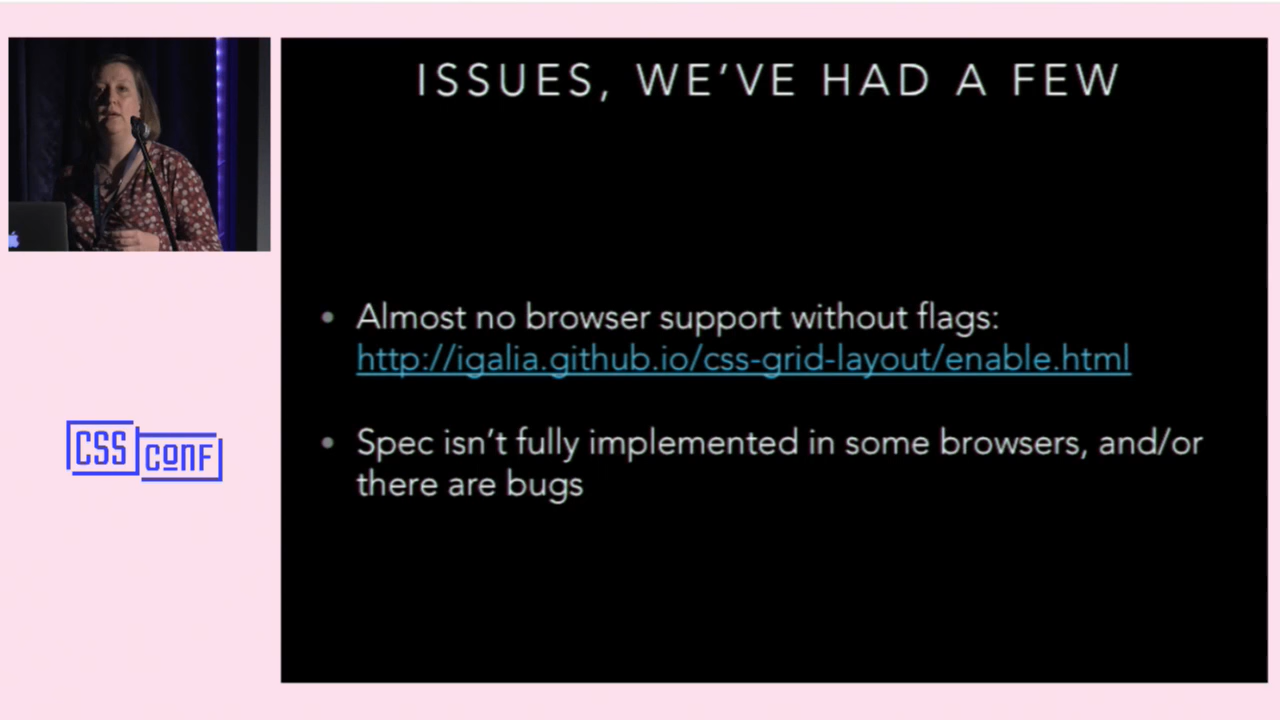 ISSUES, WE’VE HAD A FEW
• Almost no browser support without flags:
http://igalia.github.io/css-grid-layout/enable.html
• Spec isn’t fully implemented in some browsers, and/or
there are bugs
CSS
CONF